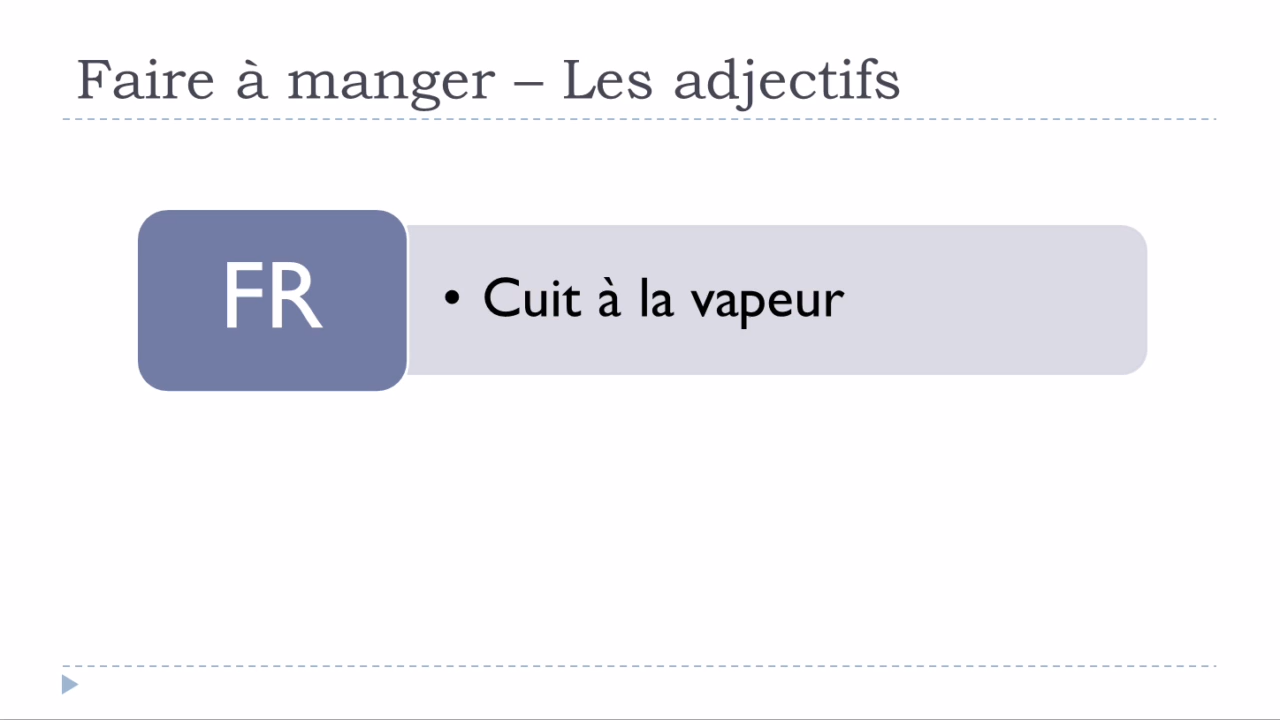 Faire à manger – Les adjectifs
FR
• Cuit à la vapeur